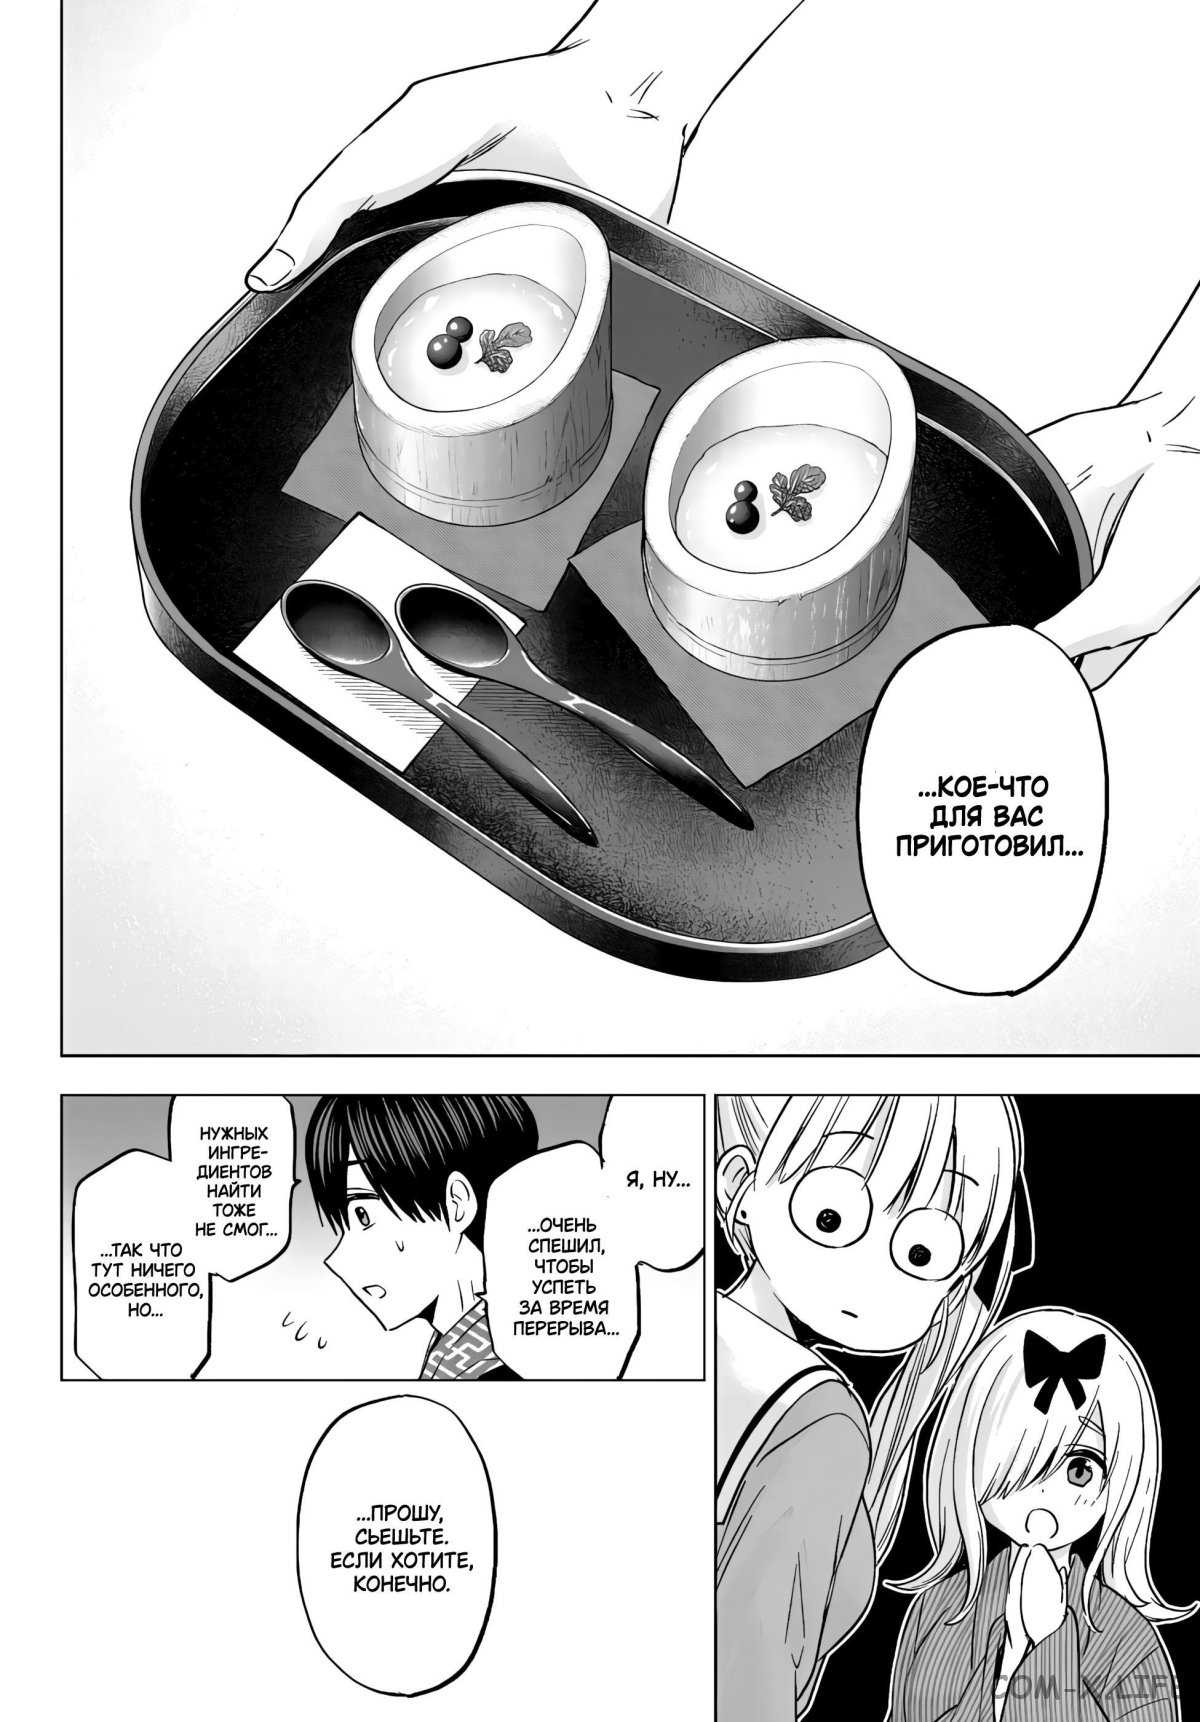 ...КОЕ-ЧТО
ДЛЯ ВАС
ПРИГОТОВИЛ...
Я, НУ...
...ОЧЕНЬ
СПЕШИЛ,
ЧТОБЫ
УСПЕТЬ
ЗА ВРЕМЯ
ПЕРЕРЫВА...
НУЖНЫХ
ИНГРЕ-
ДИЕНТОВ
НАЙТИ
ТОЖЕ
НЕ СМОГ...
...ТАК ЧТО
ТУТ НИЧЕГО
ОСОБЕННОГО,
НО...
...ПРОШУ,
СЬЕШЬТЕ.
ЕСЛИ ХОТИТЕ,
КОНЕЧНО.
COM-X.LIFE